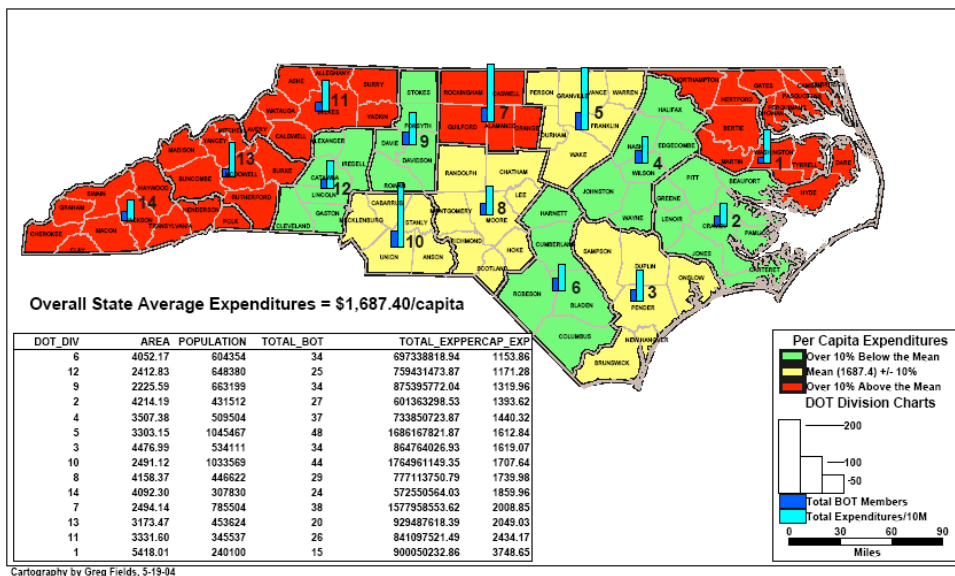 ASHE
ALLEGHANY
SURRY
STOKES
ROCKINGHAM
CASWELL
PERSON
GRANVILLE
VANCE
WARREN
NORTHAMPTON
GATES
HERTFORD
HALIFAX
BERTIE
WATAUGA
WILKES
11
YADKIN
FORSYTH
9
GUILFORD
ALAMANCE
ORANGE
7
5
DURHAM
FRANKLIN
NASH
EDGECOMBE
4
WILSON
MARTIN
WASHINGTON
1
TYRRELL
DARE
HYDE
MITCHELL
AVERY
YANCEY
CALDWELL
ALEXANDER
IREDELL
DAVIE
DAVIDSON
RANDOLPH
CHATHAM
WAKE
JOHNSTON
MADISON
13
MCDOWELL
BURKE
CATAWBA
12
LINCOLN
ROWAN
LEE
HARNETT
WAYNE
PITT
BEAUFORT
GREENE
LENOIR
CRAVEN
2
PAMLICO
JONES
CARTERET
SWAIN
HAYWOOD
BUNCOMBE
RUTHERFORD
GASTON
CLEVELAND
CABARRUS
STANLY
MONTGOMERY
8
MOORE
GRAHAM
14
JACKSON
HENDERSON
POLK
MECKLENBURG
10
UNION
ANSON
RICHMOND
HOKE
SCOTLAND
CUMBERLAND
SAMPSON
DUPLIN
ONSLOW
CHEROKEE
MACON
CLAY
TRANSYLVANIA
6
ROBESON
BLADEN
COLUMBUS
3
PENDER
NEW HANOVER
BRUNSWICK
Overall State Average Expenditures = $1,687.40/capita
DOT_DIV AREA POPULATION TOTAL_BOT TOTAL_EXPPERCAP_EXP
6 4052.17 604354 34 697338818.94 1153.86
12 2412.83 648380 25 759431473.87 1171.28
9 2225.59 663199 34 875395772.04 1319.96
2 4214.19 431512 27 601363298.53 1393.62
4 3507.38 509504 37 733850723.87 1440.32
5 3303.15 1045467 48 1686167821.87 1612.84
3 4476.99 534111 34 864764026.93 1619.07
10 2491.12 1033569 44 1764961149.35 1707.64
8 4158.37 446622 29 777113750.79 1739.98
14 4092.30 307830 24 572550564.03 1859.96
7 2494.14 785504 38 1577958553.62 2008.85
13 3173.47 453624 20 929487618.39 2049.03
11 3331.60 345537 26 841097521.49 2434.17
1 5418.01 240100 15 900050232.86 3748.65
Per Capita Expenditures
Over 10% Below the Mean
Mean (1687.4) +/- 10%
Over 10% Above the Mean
DOT Division Charts
200
100
50
Total BOT Members
Total Expenditures/10M
0 30 60 90
Miles
Cartography by Greg Fields, 5-19-04